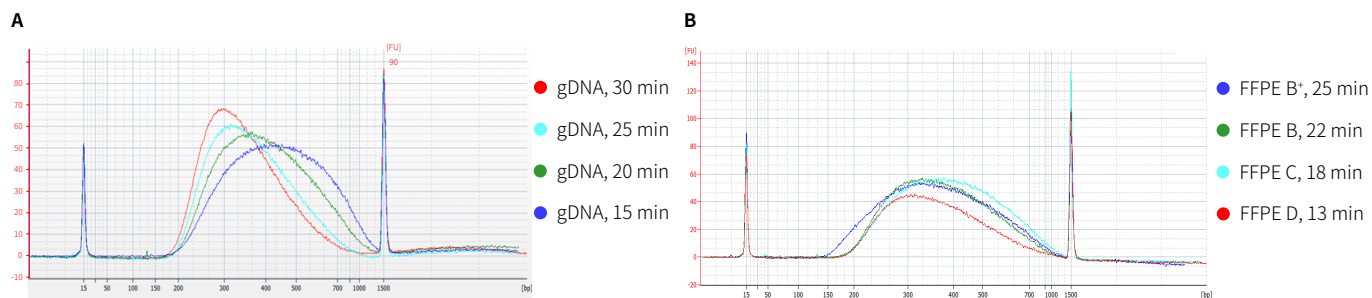 A
[FU]
90
80
70
60
50
40
30
20
10
0
-10
15 50 100 150 200 300 400 500 700 1000 1500 [bp]
gDNA, 30 min
gDNA, 25 min
gDNA, 20 min
gDNA, 15 min
B
[FU]
140
120
100
80
60
40
20
0
-20
15 50 100 150 200 300 400 500 700 1000 1500 [bp]
FFPE B⁺, 25 min
FFPE B, 22 min
FFPE C, 18 min
FFPE D, 13 min